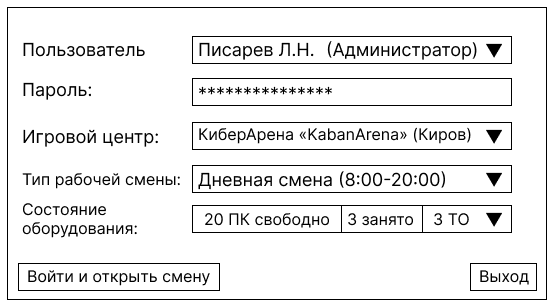 Пользователь Писарев Л.Н. (Администратор) ▼
Пароль: ***************
Игровой центр: КиберАрена «KabanArena» (Киров) ▼
Тип рабочей смены: Дневная смена (8:00-20:00) ▼
Состояние
оборудования: 20 ПК свободно 3 занято 3 ТО ▼
Войти и открыть смену Выход